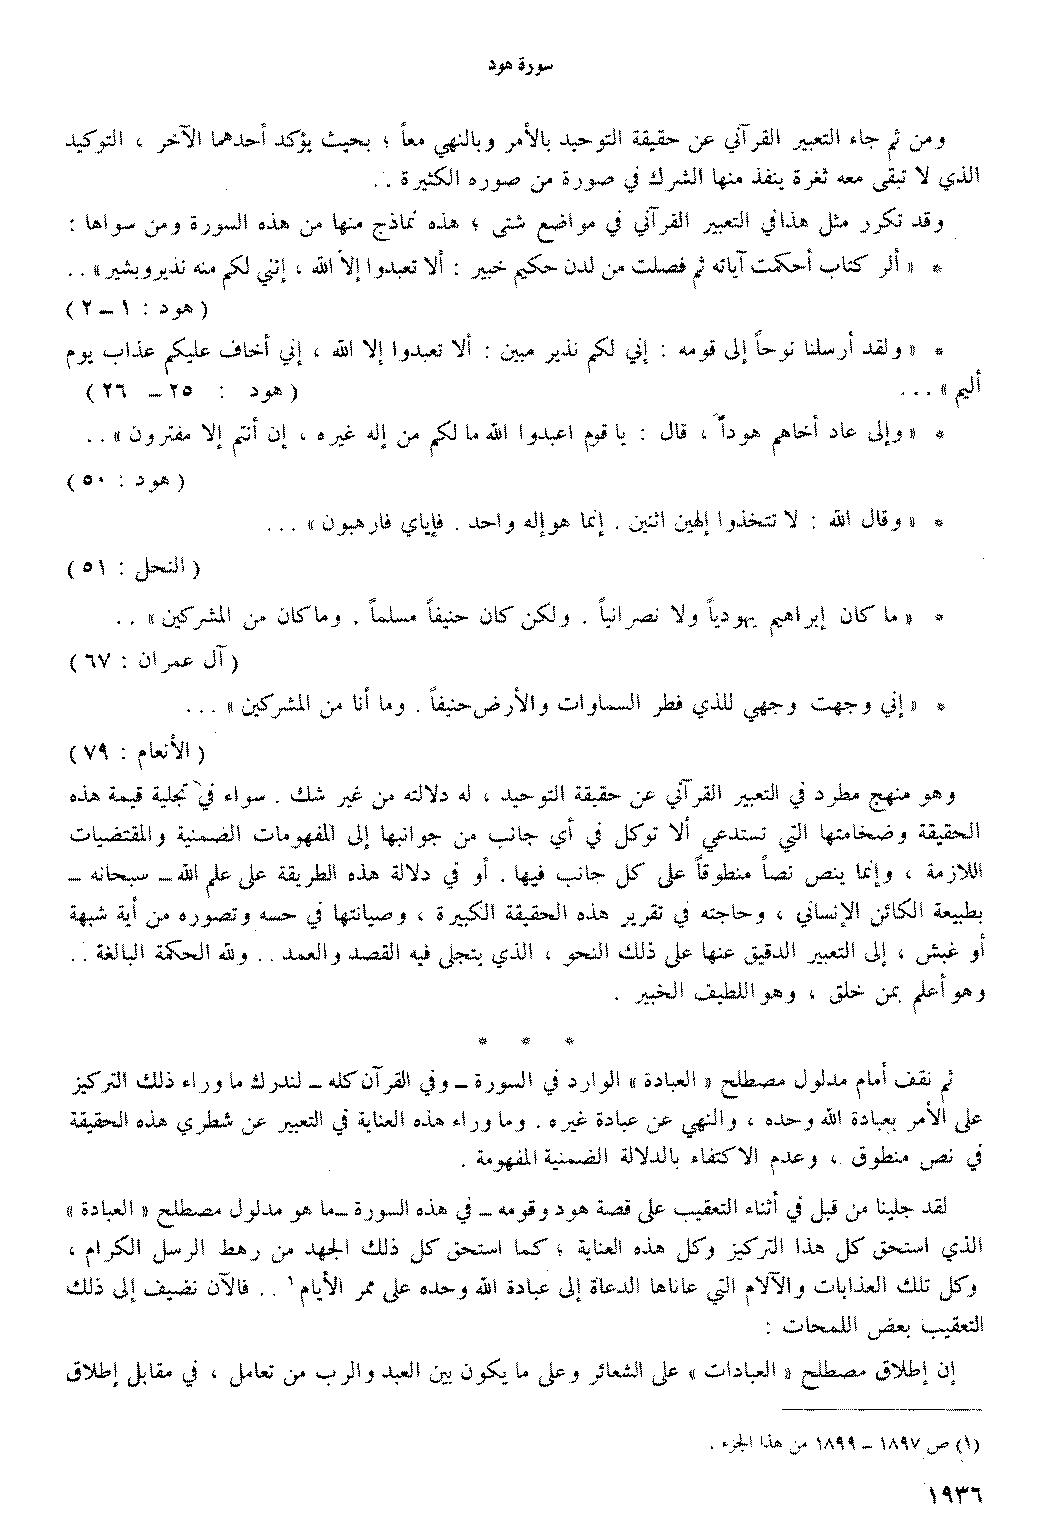 سورة هود
ومن ثم جاء التعبير القرآني عن حقيقة التوحيد بالأمر وبالنهي معاً ؛ بحيث يؤكد أحدهما الآخر ، التوكيد
الذي لا تبقى معه ثغرة ينفذ منها الشرك في صورة من صوره الكثيرة . .
وقد تكرر مثل هذافي التعبير القرآني في مواضع شتى ؛ هذه نماذج منها من هذه السورة ومن سواها :
* « ألر كتاب أحكمت آياته ثم فصلت من لدن حكيم خبير : ألا تعبدوا إلا الله ، إنني لكم منه نذير وبشير» . .
( هود : ١ – ٢ )
* « ولقد أرسلنا نوحاً إلى قومه : إني لكم نذير مبين : ألا تعبدوا إلا الله ، إني أخاف عليكم عذاب يوم
أليم » . . . ( هود : ٢٥ – ٢٦ )
* « وإلى عاد أخاهم هوداً ، قال : يا قوم اعبدوا الله ما لكم من إله غيره ، إن أنتم إلا مفترون » . .
( هود : ٥٠ )
* « وقال الله : لا تتخذوا إلهين اثنين . إنما هو إله واحد . فإياي فارهبون » . . .
( النحل : ٥١ )
* « ما كان إبراهيم يهودياً ولا نصرانياً . ولكن كان حنيفاً مسلماً . وما كان من المشركين » . .
( آل عمران : ٦٧ )
* « إني وجهت وجهي للذي فطر السماوات والأرض حنيفاً . وما أنا من المشركين » . . .
( الأنعام : ٧٩ )
وهو منهج مطرد في التعبير القرآني عن حقيقة التوحيد ، له دلالته من غير شك . سواء في تجلية قيمة هذه
الحقيقة وضخامتها التي تستدعي ألا توكل في أي جانب من جوانبها إلى المفهومات الضمنية والمقتضيات
اللازمة ، وإنما ينص نصاً منطوقاً على كل جانب فيها . أو في دلالة هذه الطريقة على علم الله – سبحانه –
بطبيعة الكائن الإنساني ، وحاجته في تقرير هذه الحقيقة الكبيرة ، وصيانتها في حسه وتصوره من أية شبهة
أو غبش ، إلى التعبير الدقيق عنها على ذلك النحو ، الذي يتجلى فيه القصد والعمد . . ولله الحكمة البالغة . .
وهو أعلم بمن خلق ، وهو اللطيف الخبير .
* * *
ثم نقف أمام مدلول مصطلح « العبادة » الوارد في السورة – وفي القرآن كله – لندرك ما وراء ذلك التركيز
على الأمر بعبادة الله وحده ، والنهي عن عبادة غيره . وما وراء هذه العناية في التعبير عن شطري هذه الحقيقة
في نص منطوق ، وعدم الاكتفاء بالدلالة الضمنية المفهومة .
لقد جلينا من قبل في أثناء التعقيب على قصة هود وقومه – في هذه السورة – ما هو مدلول مصطلح « العبادة »
الذي استحق كل هذا التركيز وكل هذه العناية ؛ كما استحق كل ذلك الجهد من رهط الرسل الكرام ،
وكل تلك العذابات والآلام التي عاناها الدعاة إلى عبادة الله وحده على ممر الأيام ١ . . فالآن نضيف إلى ذلك
التعقيب بعض اللمحات :
إن إطلاق مصطلح « العبادات » على الشعائر وعلى ما يكون بين العبد والرب من تعامل ، في مقابل إطلاق
(١) ص ١٨٩٧ – ١٨٩٩ من هذا الجزء .
١٩٣٦